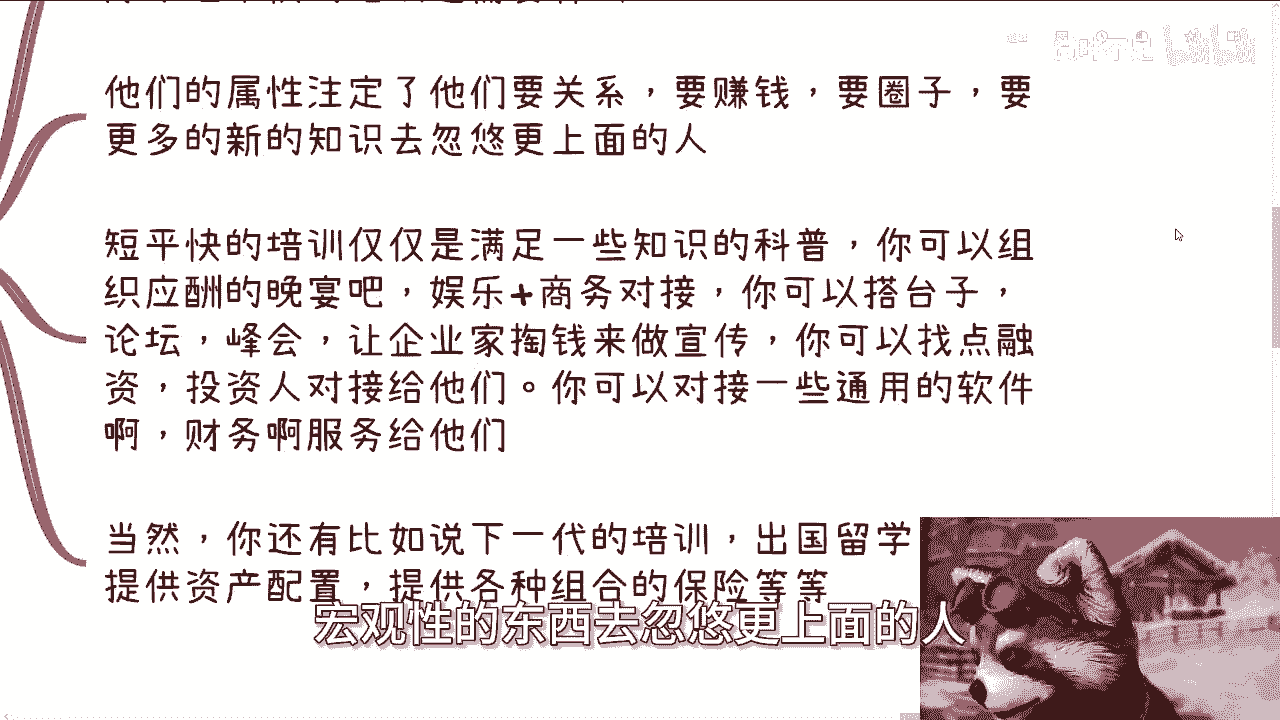 他们的属性注定了他们要关系，要赚钱，要圈子，要
更多的新的知识去忽悠更上面的人
短平快的培训仅仅是满足一些知识的科普，你可以组
织应酬的晚宴吧，娱乐+商务对接，你可以搭台子，
论坛，峰会，让企业家掏钱来做宣传，你可以找点融
资，投资人对接给他们。你可以对接一些通用的软件
啊，财务啊服务给他们
当然，你还有比如说下一代的培训，出国留学
提供资产配置，提供各种组合的保险等等
宏观性的东西去忽悠更上面的人